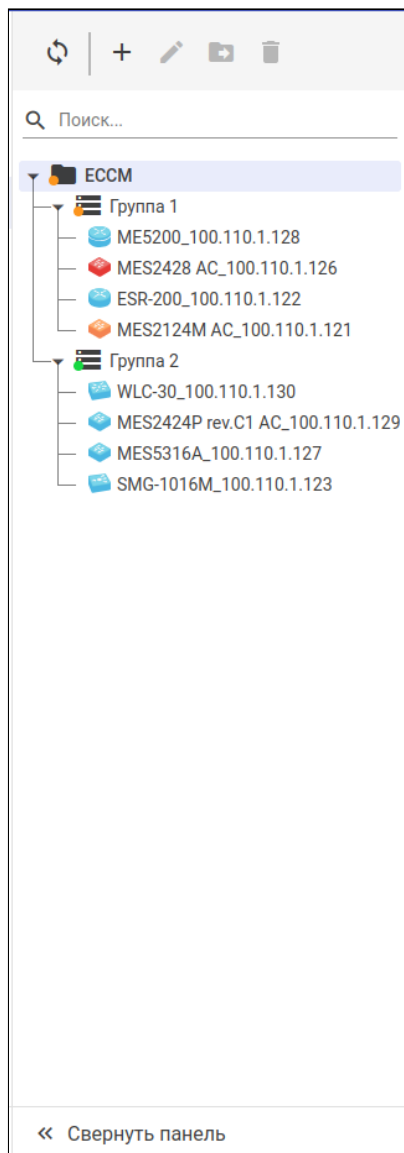 Поиск...
ECCM
Группа 1
ME5200_100.110.1.128
MES2428 AC_100.110.1.126
ESR-200_100.110.1.122
MES2124M AC_100.110.1.121
Группа 2
WLC-30_100.110.1.130
MES2424P rev.C1 AC_100.110.1.129
MES5316A_100.110.1.127
SMG-1016M_100.110.1.123
Свернуть панель